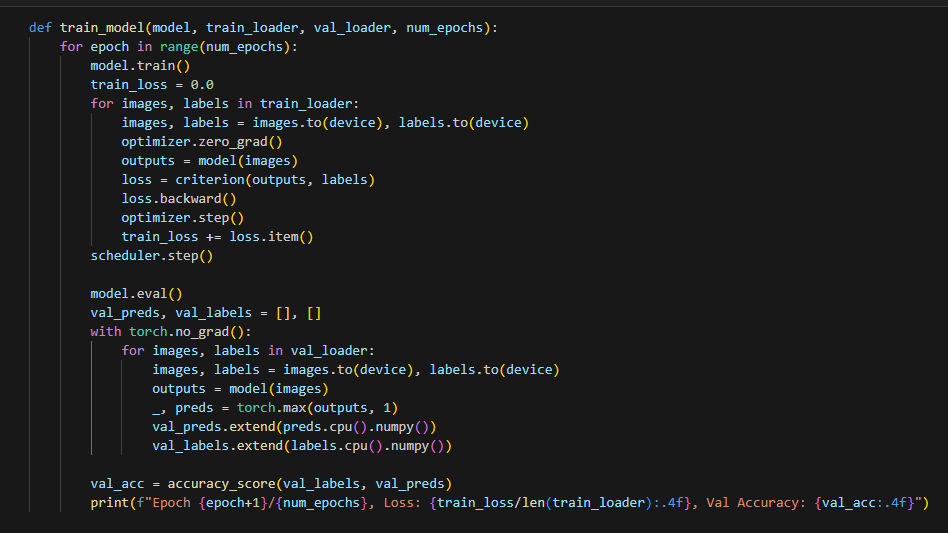 def train_model(model, train_loader, val_loader, num_epochs):
    for epoch in range(num_epochs):
        model.train()
        train_loss = 0.0
        for images, labels in train_loader:
            images, labels = images.to(device), labels.to(device)
            optimizer.zero_grad()
            outputs = model(images)
            loss = criterion(outputs, labels)
            loss.backward()
            optimizer.step()
            train_loss += loss.item()
        scheduler.step()

        model.eval()
        val_preds, val_labels = [], []
        with torch.no_grad():
            for images, labels in val_loader:
                images, labels = images.to(device), labels.to(device)
                outputs = model(images)
                _, preds = torch.max(outputs, 1)
                val_preds.extend(preds.cpu().numpy())
                val_labels.extend(labels.cpu().numpy())

        val_acc = accuracy_score(val_labels, val_preds)
        print(f"Epoch {epoch+1}/{num_epochs}, Loss: {train_loss/len(train_loader):.4f}, Val Accuracy: {val_acc:.4f}")